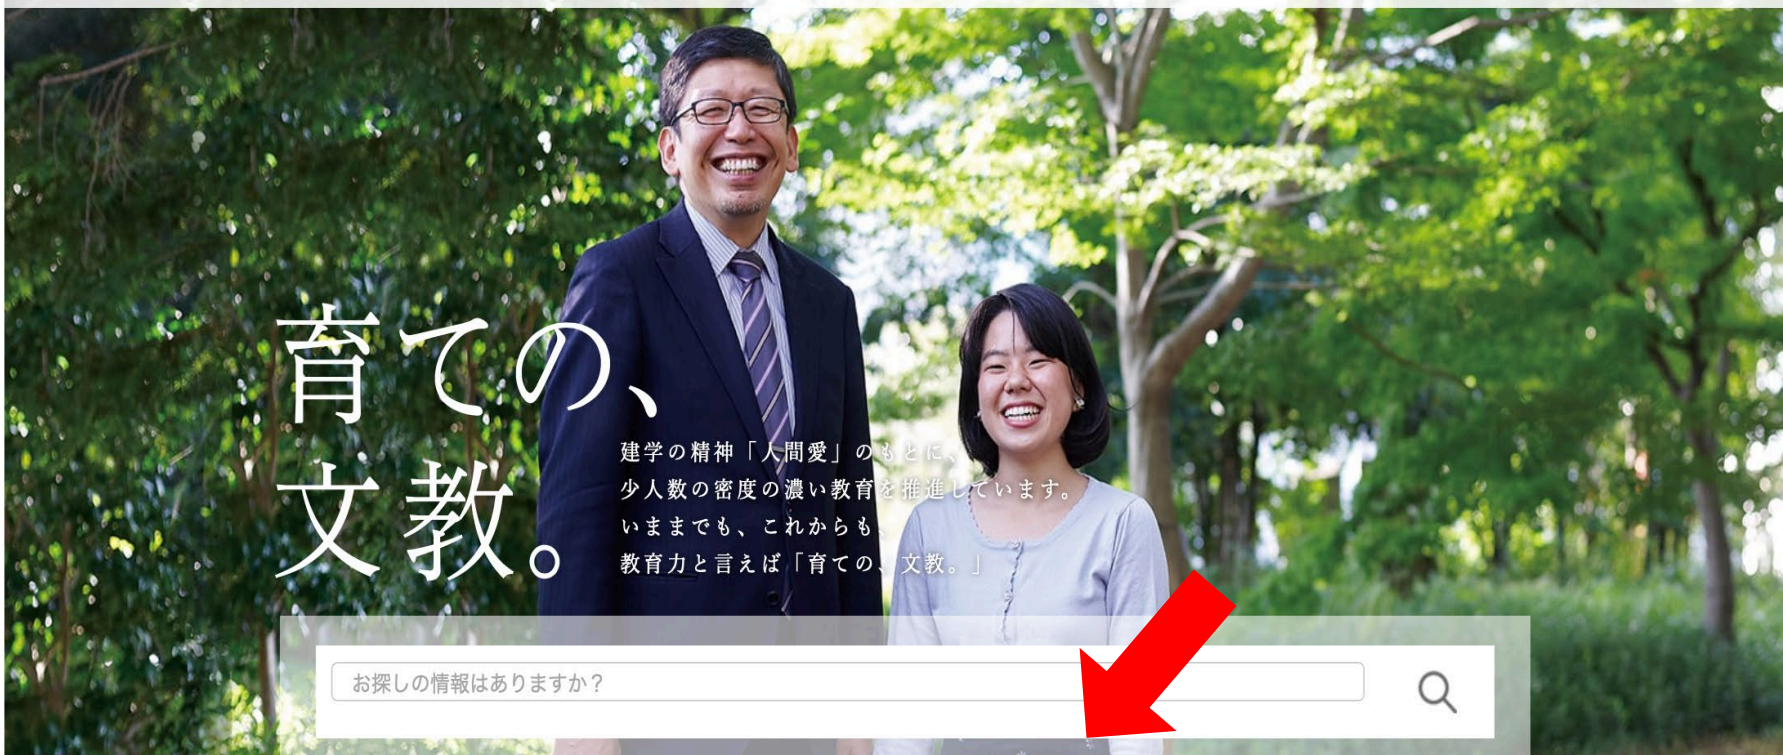 育ての、
文教。
建学の精神「人間愛」のもとに、
少人数の密度の濃い教育を推進しています。
いままでも、これからも、
教育力と言えば「育ての、文教。」
お探しの情報はありますか？